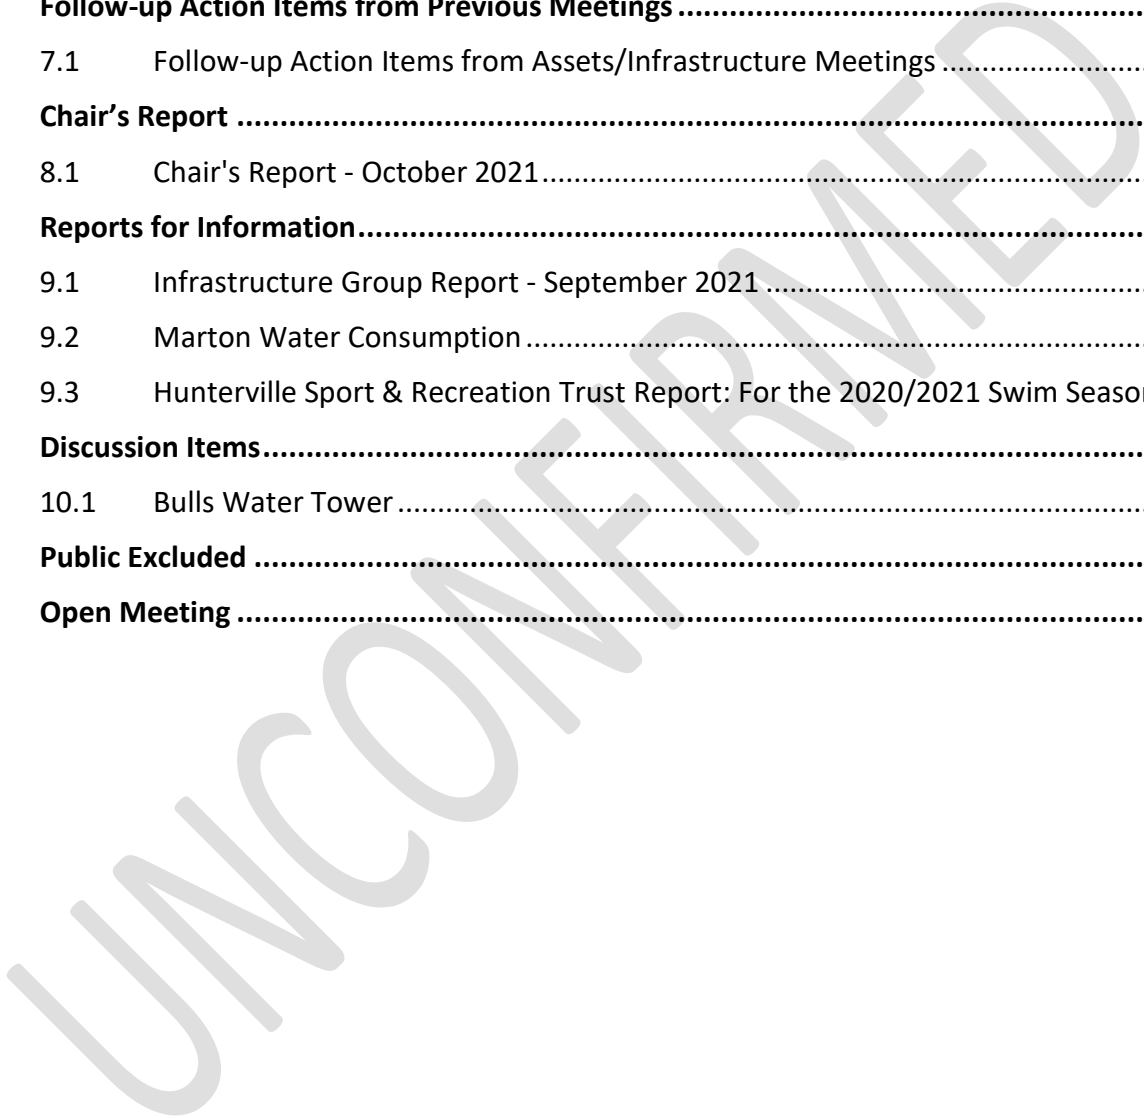 Follow-up Action Items from Previous Meetings ..........................................................
7.1 Follow-up Action Items from Assets/Infrastructure Meetings ..........................
Chair’s Report ..........................................................................................................
8.1 Chair's Report - October 2021 ..........................................................................
Reports for Information ............................................................................................
9.1 Infrastructure Group Report - September 2021 ................................................
9.2 Marton Water Consumption ..............................................................................
9.3 Hunterville Sport & Recreation Trust Report: For the 2020/2021 Swim Season
Discussion Items ........................................................................................................
10.1 Bulls Water Tower ..........................................................................................
Public Excluded ........................................................................................................
Open Meeting ..........................................................................................................
UNCONFIRMED